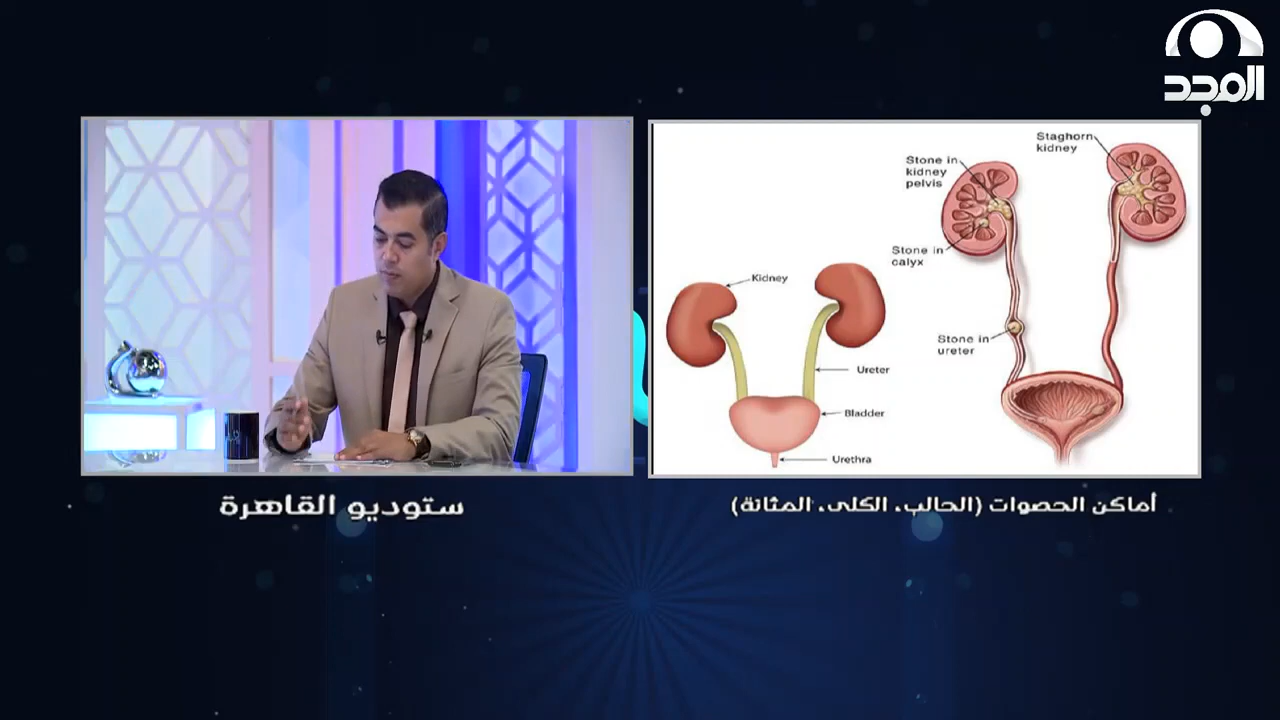 المجد
Staghorn
kidney
Stone in
kidney
pelvis
Stone in
calyx
Stone in
ureter
Kidney
Ureter
Bladder
Urethra
ستوديو القاهرة
أماكن الحصوات (الحالب، الكلى، المثانة)